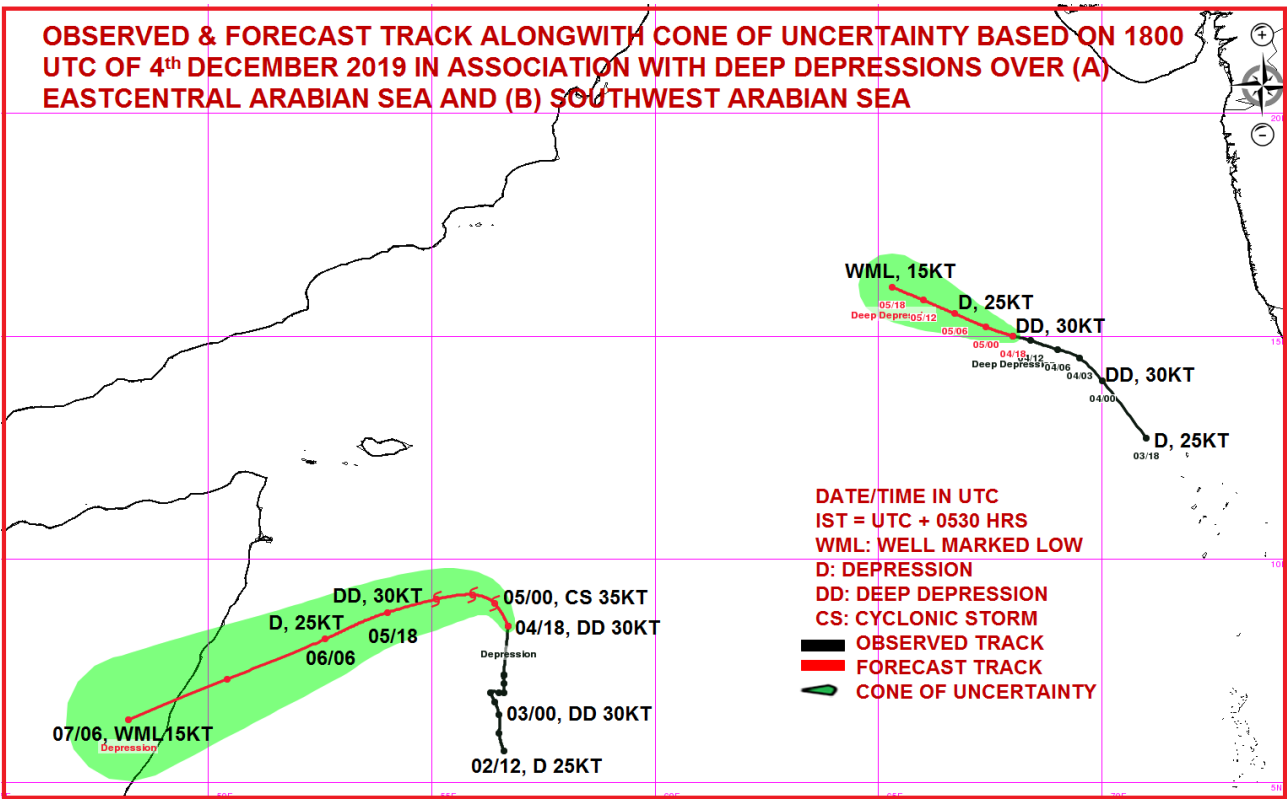 OBSERVED & FORECAST TRACK ALONGWITH CONE OF UNCERTAINTY BASED ON 1800
UTC OF 4th DECEMBER 2019 IN ASSOCIATION WITH DEEP DEPRESSIONS OVER (A)
EASTCENTRAL ARABIAN SEA AND (B) SOUTHWEST ARABIAN SEA
WML, 15KT
05/18
05/12
D, 25KT
05/06
DD, 30KT
05/00
04/18
Deep Depression
04/06
04/03
DD, 30KT
04/00
D, 25KT
03/18
15N
DATE/TIME IN UTC
IST = UTC + 0530 HRS
WML: WELL MARKED LOW
D: DEPRESSION
DD: DEEP DEPRESSION
CS: CYCLONIC STORM
OBSERVED TRACK
FORECAST TRACK
CONE OF UNCERTAINTY
DD, 30KT
05/00, CS 35KT
D, 25KT
05/18
04/18, DD 30KT
06/06
Depression
03/00, DD 30KT
07/06, WML15KT
Depression
02/12, D 25KT
5N